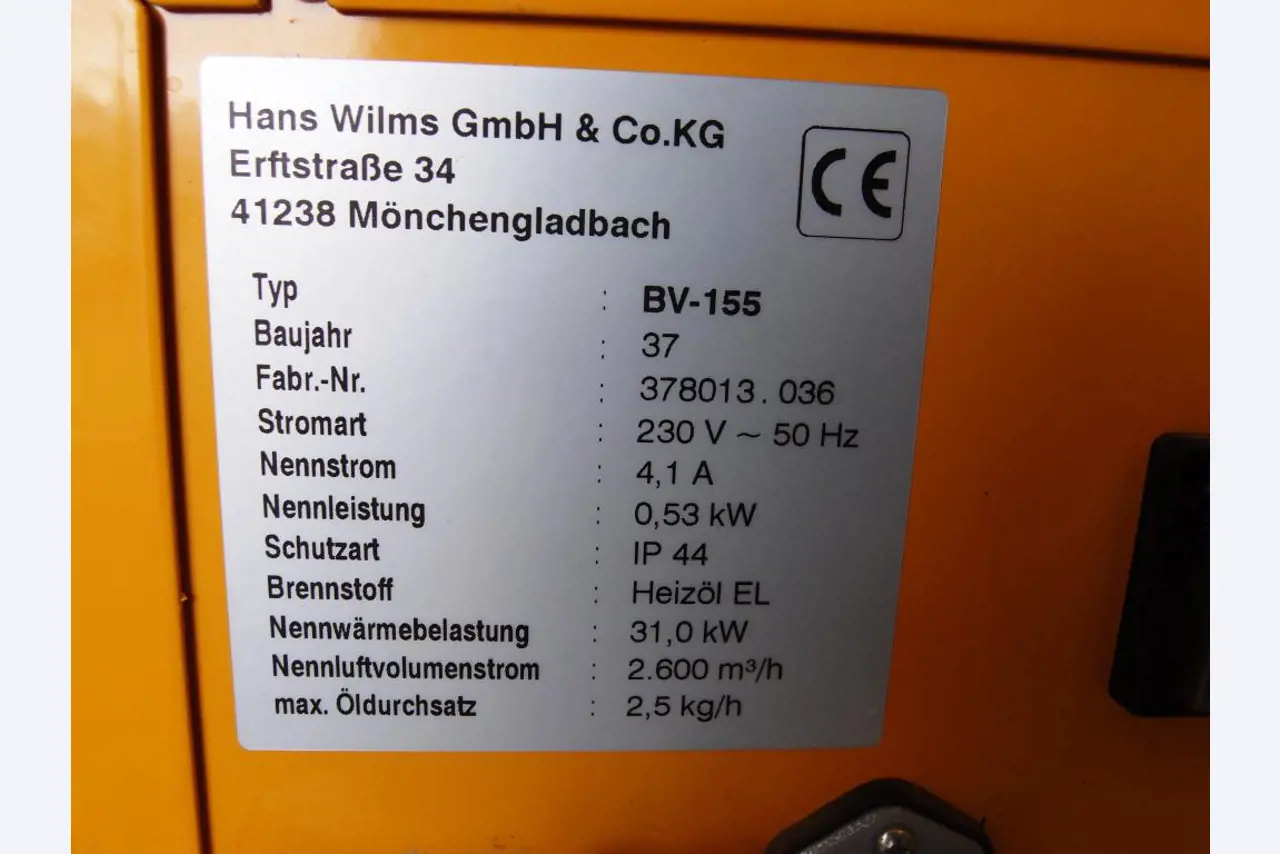 Hans Wilms GmbH & Co.KG
Erftstraße 34
41238 Mönchengladbach
CE
Typ : BV-155
Baujahr : 37
Fabr.-Nr. : 378013.036
Stromart : 230 V ~ 50 Hz
Nennstrom : 4,1 A
Nennleistung : 0,53 kW
Schutzart : IP 44
Brennstoff : Heizöl EL
Nennwärmebelastung : 31,0 kW
Nennluftvolumenstrom : 2.600 m³/h
max. Öldurchsatz : 2,5 kg/h